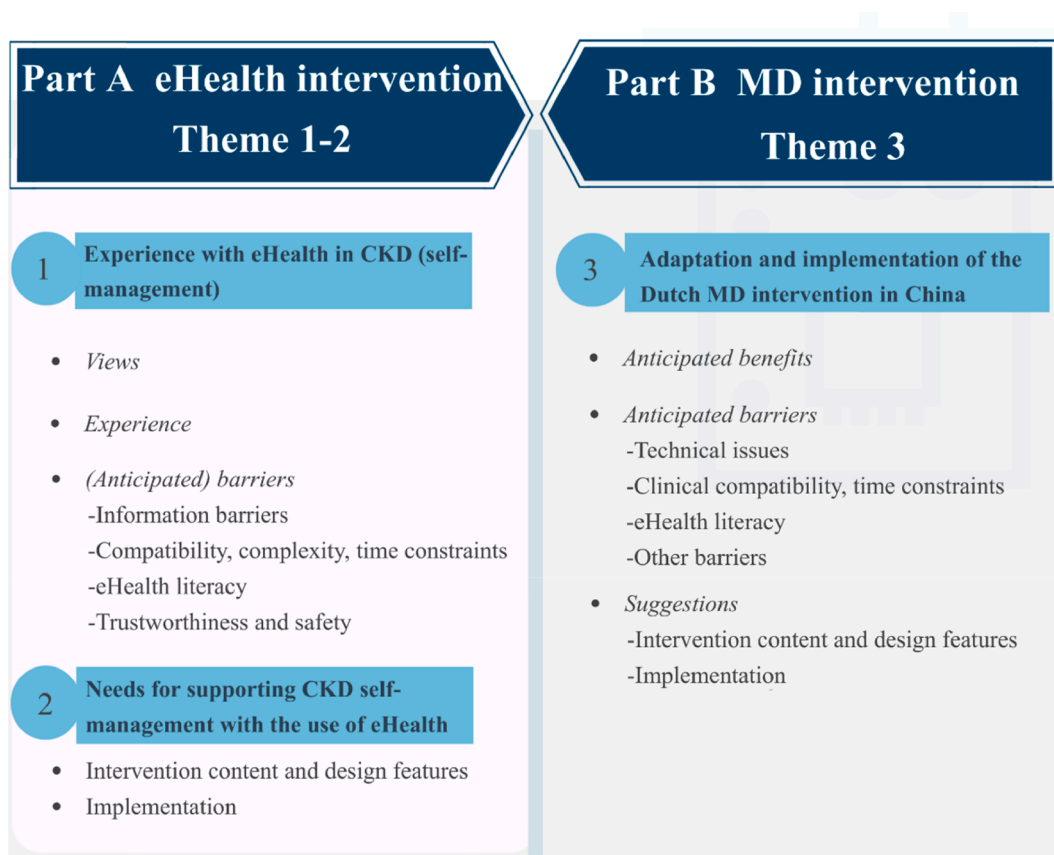 Part A eHealth intervention
Theme 1-2
1
Experience with eHealth in CKD (self-
management)
• Views
• Experience
• (Anticipated) barriers
-Information barriers
-Compatibility, complexity, time constraints
-eHealth literacy
-Trustworthiness and safety
2
Needs for supporting CKD self-
management with the use of eHealth
• Intervention content and design features
• Implementation
Part B MD intervention
Theme 3
3
Adaptation and implementation of the
Dutch MD intervention in China
• Anticipated benefits
• Anticipated barriers
-Technical issues
-Clinical compatibility, time constraints
-eHealth literacy
-Other barriers
• Suggestions
-Intervention content and design features
-Implementation